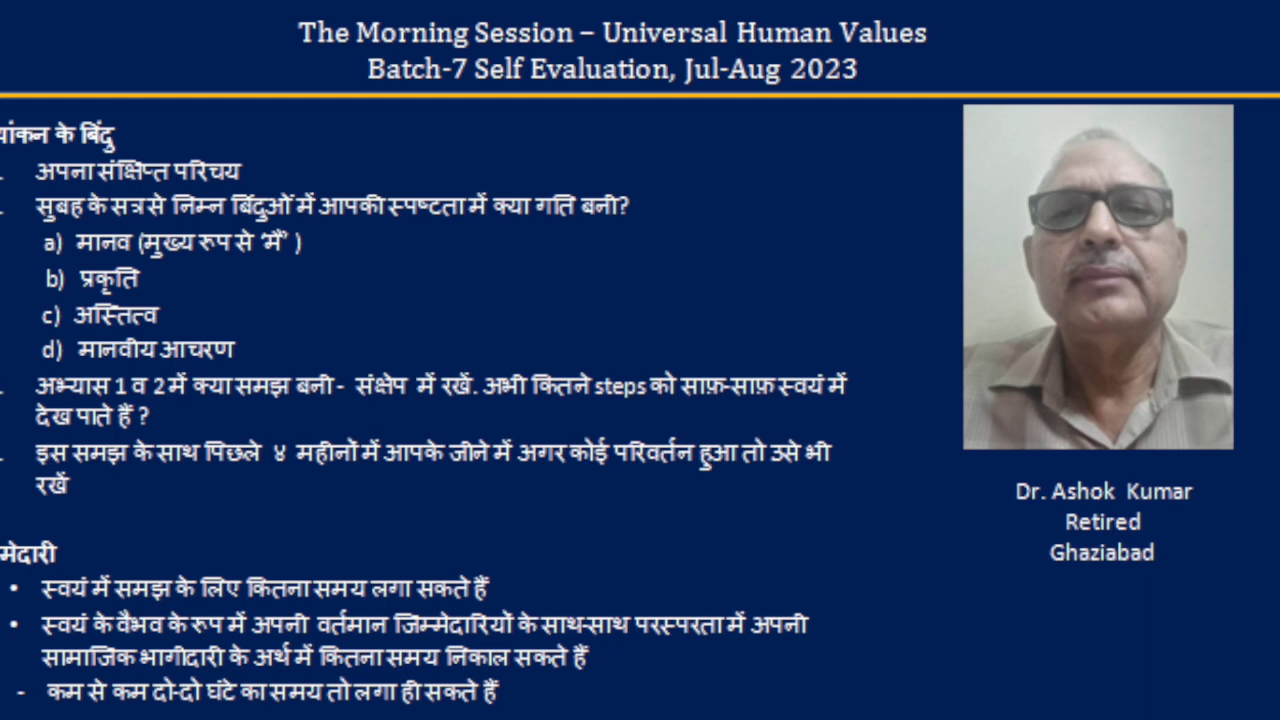 The Morning Session – Universal Human Values
Batch-7 Self Evaluation, Jul-Aug 2023
यांकन के बिंदु
अपना संक्षिप्त परिचय
सुबह के सत्र से निम्न बिंदुओं में आपकी स्पष्टता में क्या गति बनी?
a) मानव (मुख्य रूप से ‘मैं’ )
b) प्रकृति
c) अस्तित्व
d) मानवीय आचरण
अभ्यास 1 व 2 में क्या समझ बनी - संक्षेप में रखें. अभी कितने steps को साफ़-साफ़ स्वयं में
देख पाते हैं ?
इस समझ के साथ पिछले ४ महीनों में आपके जीने में अगर कोई परिवर्तन हुआ तो उसे भी
रखें
मेदारी
• स्वयं में समझ के लिए कितना समय लगा सकते हैं
• स्वयं के वैभव के रूप में अपनी वर्तमान जिम्मेदारियों के साथ-साथ परस्परता में अपनी
सामाजिक भागीदारी के अर्थ में कितना समय निकाल सकते हैं
- कम से कम दो-दो घंटे का समय तो लगा ही सकते हैं
Dr. Ashok Kumar
Retired
Ghaziabad